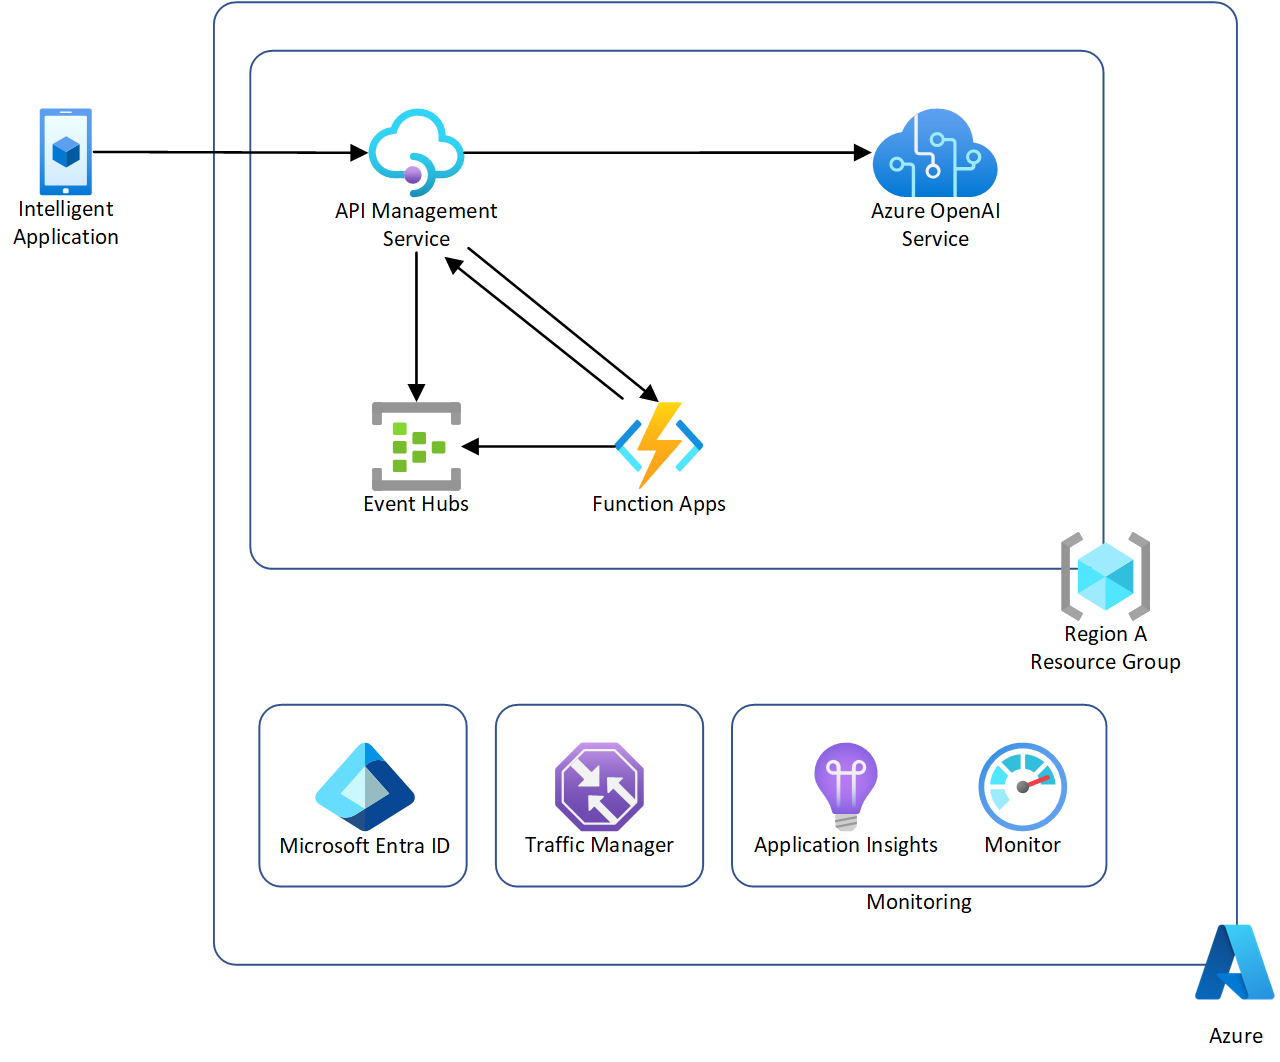 Intelligent
Application
API Management
Service
Azure OpenAI
Service
Event Hubs
Function Apps
Region A
Resource Group
Microsoft Entra ID
Traffic Manager
Application Insights
Monitor
Monitoring
Azure